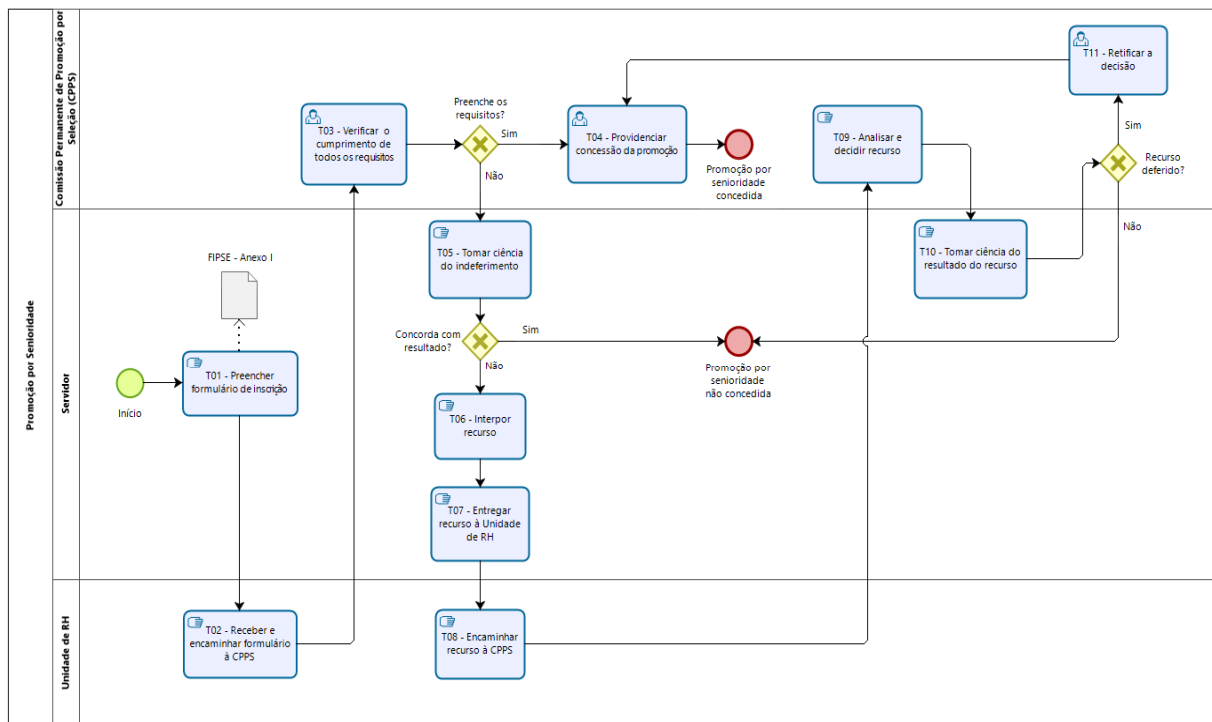 Promoção por Senioridade
Comissão Permanente de Promoção por
Seleção (CPPS)
T03 - Verificar o
cumprimento de
todos os requisitos
Preenche os
requisitos?
Sim
Não
T04 - Providenciar
concessão da promoção
Promoção por
senioridade
concedida
T09 - Analisar e
decidir recurso
T11 - Retificar a
decisão
Sim
Recurso
deferido?
Não
Servidor
FIPSE - Anexo I
Início
T01 - Preencher
formulário de inscrição
T05 - Tomar ciência
do indeferimento
Concorda com
resultado?
Sim
Não
Promoção por
senioridade
não concedida
T10 - Tomar ciência do
resultado do recurso
T06 - Interpor
recurso
T07 - Entregar
recurso à Unidade
de RH
Unidade de RH
T02 - Receber e
encaminhar formulário
à CPPS
T08 - Encaminhar
recurso à CPPS